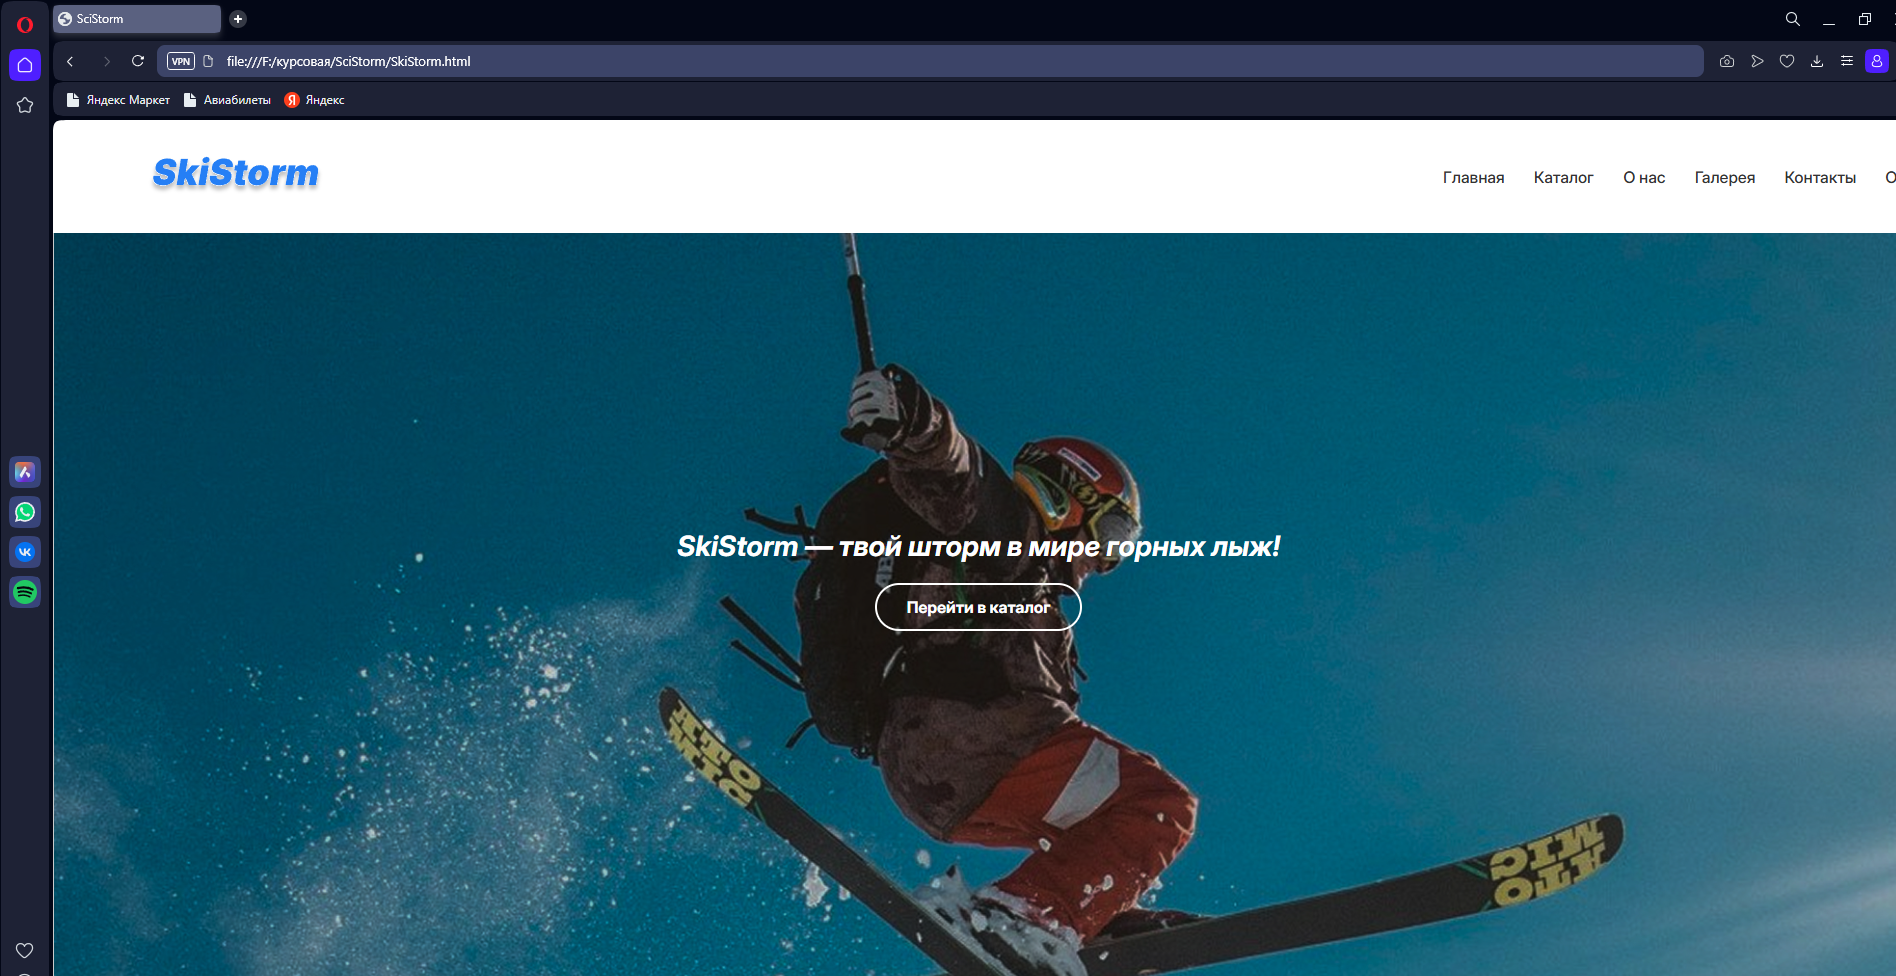 SciStorm
VPN
file:///F:/курсовая/SciStorm/SkiStorm.html
Яндекс Маркет Авиабилеты Я Яндекс
SkiStorm
Главная Каталог О нас Галерея Контакты
SkiStorm — твой шторм в мире горных лыж!
Перейти в каталог